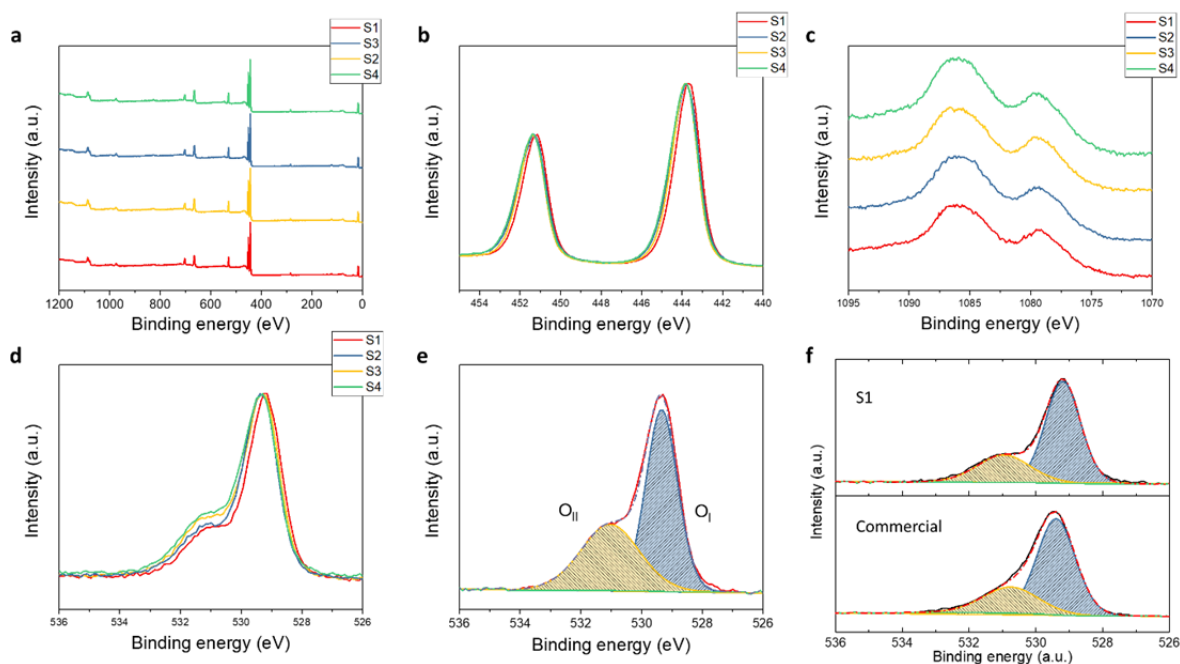 a
S1
S3
S2
S4
Intensity (a.u.)
1200 1000 800 600 400 200 0
Binding energy (eV)
b
S1
S2
S3
S4
Intensity (a.u.)
454 452 450 448 446 444 442 440
Binding energy (eV)
c
S1
S2
S3
S4
Intensity (a.u.)
1095 1090 1085 1080 1075 1070
Binding energy (eV)
d
S1
S2
S3
S4
Intensity (a.u.)
536 534 532 530 528 526
Binding energy (eV)
e
OII
OI
Intensity (a.u.)
536 534 532 530 528 526
Binding energy (eV)
f
S1
Commercial
Intensity (a.u.)
536 534 532 530 528 526
Binding energy (a.u.)